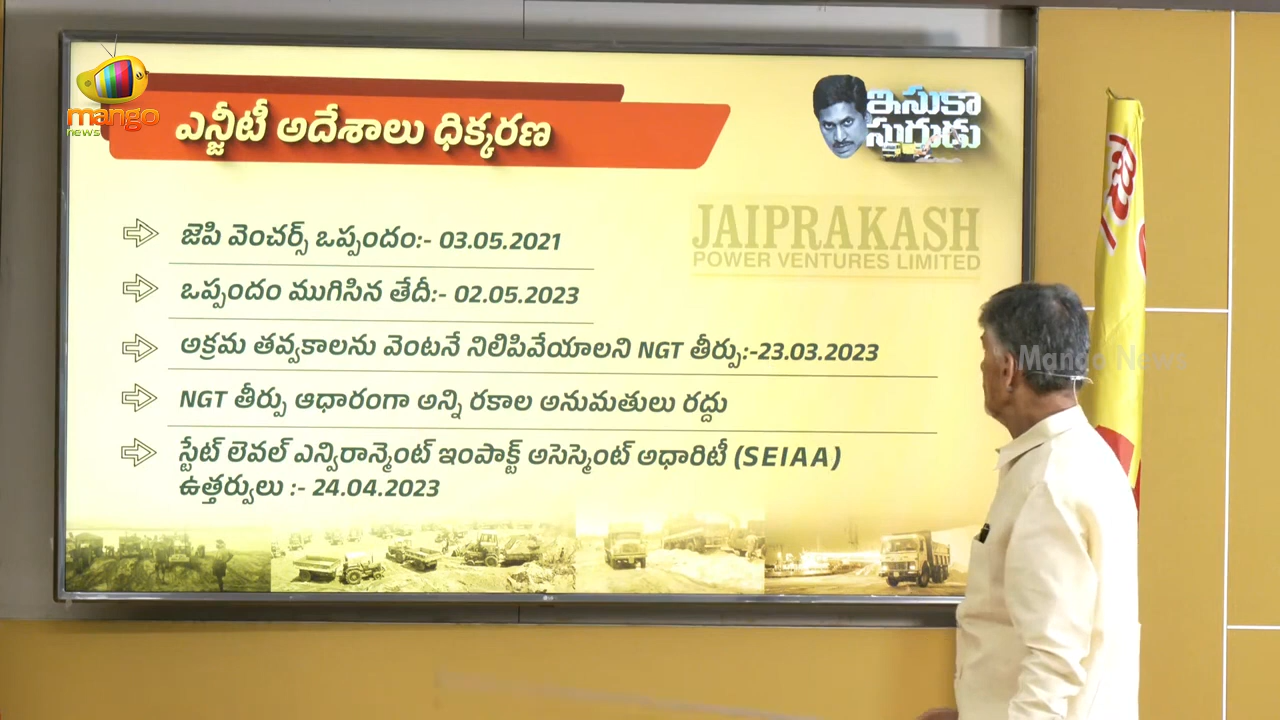 mango
news
ఎన్జీటీ అదేశాలు ధిక్కరణ
ఇసుకా
సురుడు
JAIPRAKASH
POWER VENTURES LIMITED
జెపి వెంచర్స్ ఒప్పందం:- 03.05.2021
ఒప్పందం ముగిసిన తేదీ:- 02.05.2023
అక్రమ తవ్వకాలను వెంటనే నిలిపివేయాలని NGT తీర్పు:-23.03.2023
NGT తీర్పు ఆధారంగా అన్ని రకాల అనుమతులు రద్దు
స్టేట్ లెవల్ ఎన్విరాన్మెంట్ ఇంపాక్ట్ అసెస్మెంట్ అధారిటీ (SEIAA)
ఉత్తర్వులు :- 24.04.2023
Mango News